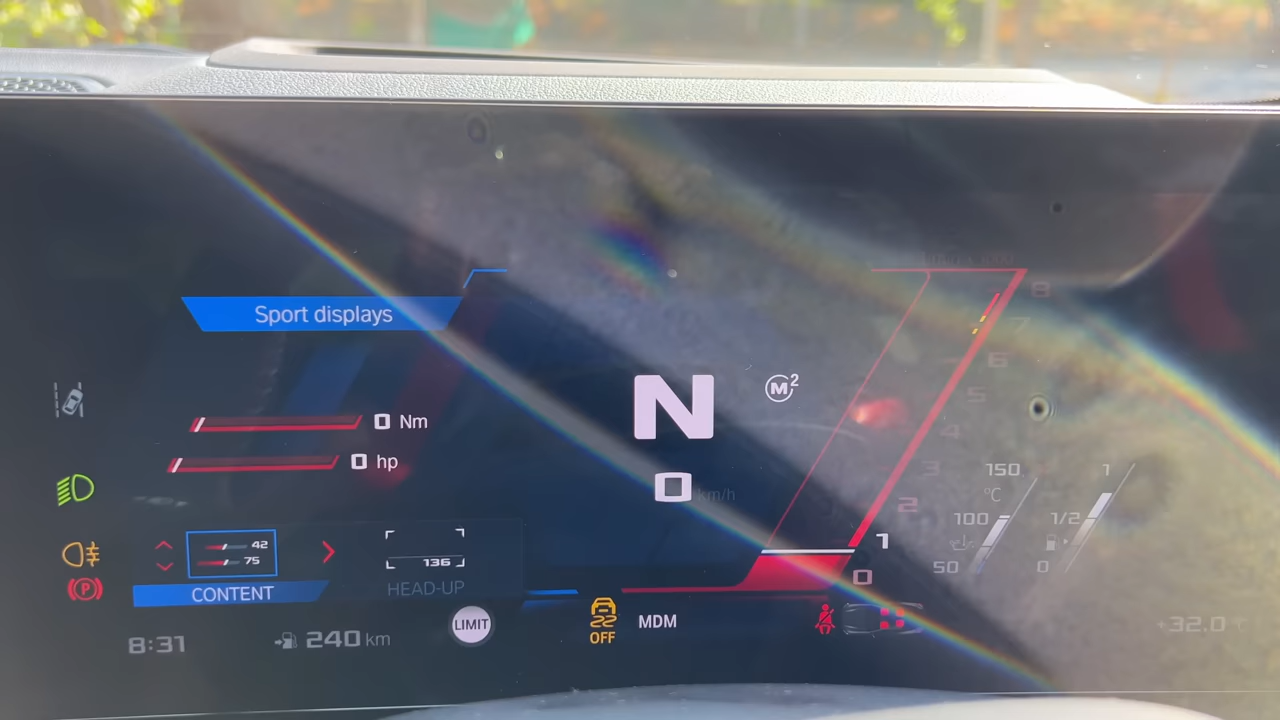 Sport displays
0 Nm
0 hp
N
M2
0 km/h
8
7
6
5
4
3
2
1
0
150
°C
100
50
1
1/2
0
42
75
CONTENT
136
HEAD-UP
P
8:31
240 km
LIMIT
OFF
MDM
+32.0